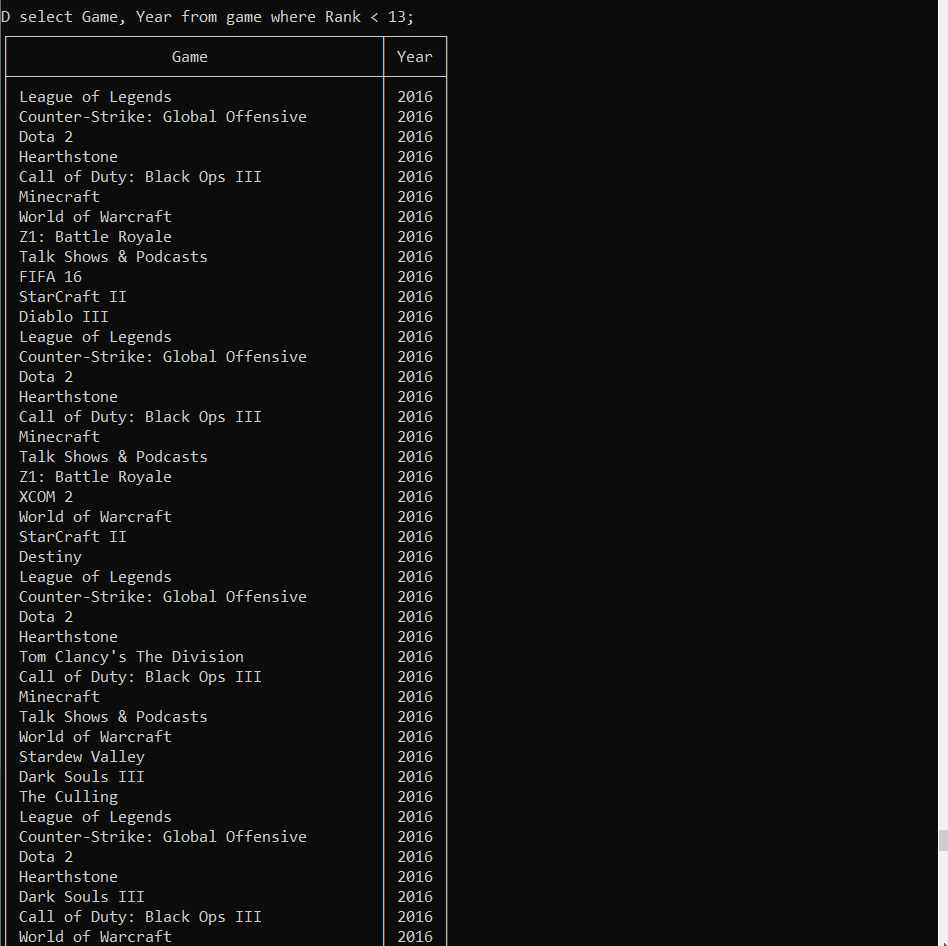 D select Game, Year from game where Rank < 13;
Game Year
League of Legends 2016
Counter-Strike: Global Offensive 2016
Dota 2 2016
Hearthstone 2016
Call of Duty: Black Ops III 2016
Minecraft 2016
World of Warcraft 2016
Z1: Battle Royale 2016
Talk Shows & Podcasts 2016
FIFA 16 2016
StarCraft II 2016
Diablo III 2016
League of Legends 2016
Counter-Strike: Global Offensive 2016
Dota 2 2016
Hearthstone 2016
Call of Duty: Black Ops III 2016
Minecraft 2016
Talk Shows & Podcasts 2016
Z1: Battle Royale 2016
XCOM 2 2016
World of Warcraft 2016
StarCraft II 2016
Destiny 2016
League of Legends 2016
Counter-Strike: Global Offensive 2016
Dota 2 2016
Hearthstone 2016
Tom Clancy's The Division 2016
Call of Duty: Black Ops III 2016
Minecraft 2016
Talk Shows & Podcasts 2016
World of Warcraft 2016
Stardew Valley 2016
Dark Souls III 2016
The Culling 2016
League of Legends 2016
Counter-Strike: Global Offensive 2016
Dota 2 2016
Hearthstone 2016
Dark Souls III 2016
Call of Duty: Black Ops III 2016
World of Warcraft 2016